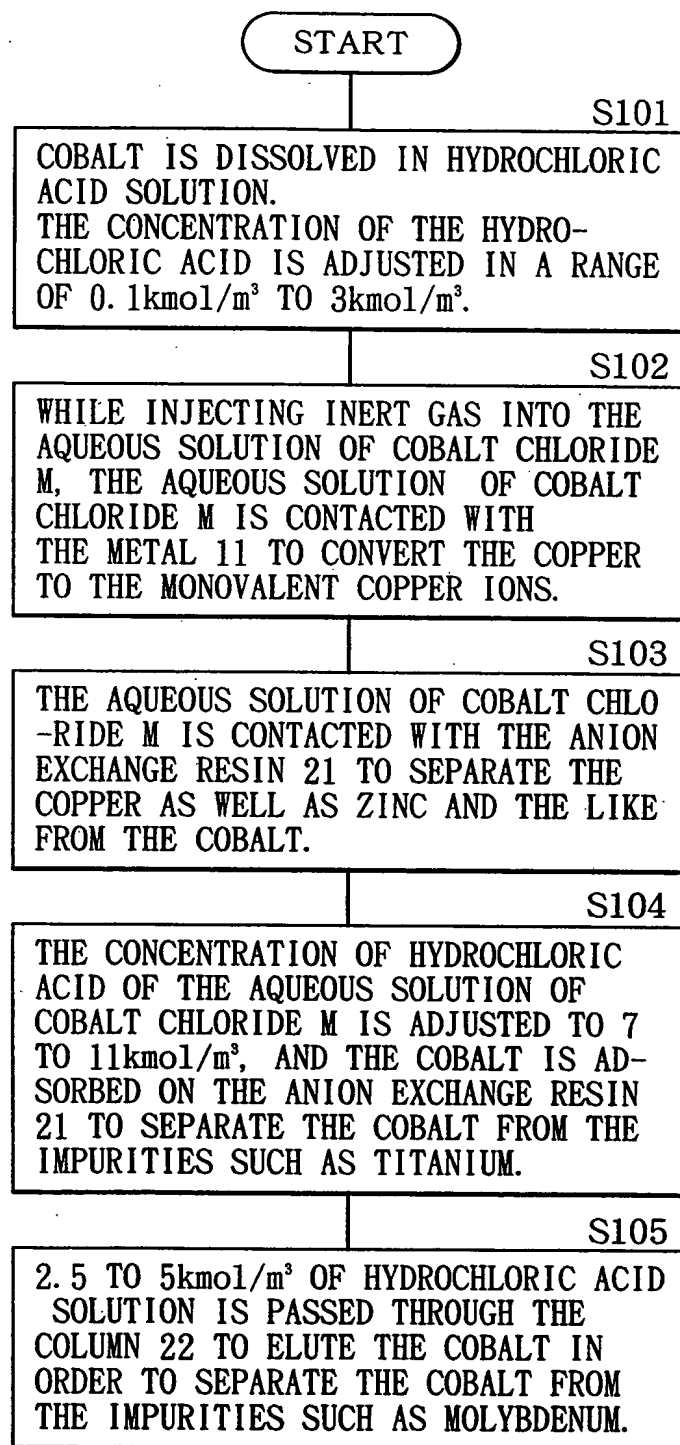 START
S101
COBALT IS DISSOLVED IN HYDROCHLORIC
ACID SOLUTION.
THE CONCENTRATION OF THE HYDRO-
CHLORIC ACID IS ADJUSTED IN A RANGE
OF 0.1kmol/m³ TO 3kmol/m³.
S102
WHILE INJECTING INERT GAS INTO THE
AQUEOUS SOLUTION OF COBALT CHLORIDE
M, THE AQUEOUS SOLUTION OF COBALT
CHLORIDE M IS CONTACTED WITH
THE METAL 11 TO CONVERT THE COPPER
TO THE MONOVALENT COPPER IONS.
S103
THE AQUEOUS SOLUTION OF COBALT CHLO
-RIDE M IS CONTACTED WITH THE ANION
EXCHANGE RESIN 21 TO SEPARATE THE
COPPER AS WELL AS ZINC AND THE LIKE
FROM THE COBALT.
S104
THE CONCENTRATION OF HYDROCHLORIC
ACID OF THE AQUEOUS SOLUTION OF
COBALT CHLORIDE M IS ADJUSTED TO 7
TO 11kmol/m³, AND THE COBALT IS AD-
SORBED ON THE ANION EXCHANGE RESIN
21 TO SEPARATE THE COBALT FROM THE
IMPURITIES SUCH AS TITANIUM.
S105
2.5 TO 5kmol/m³ OF HYDROCHLORIC ACID
SOLUTION IS PASSED THROUGH THE
COLUMN 22 TO ELUTE THE COBALT IN
ORDER TO SEPARATE THE COBALT FROM
THE IMPURITIES SUCH AS MOLYBDENUM.